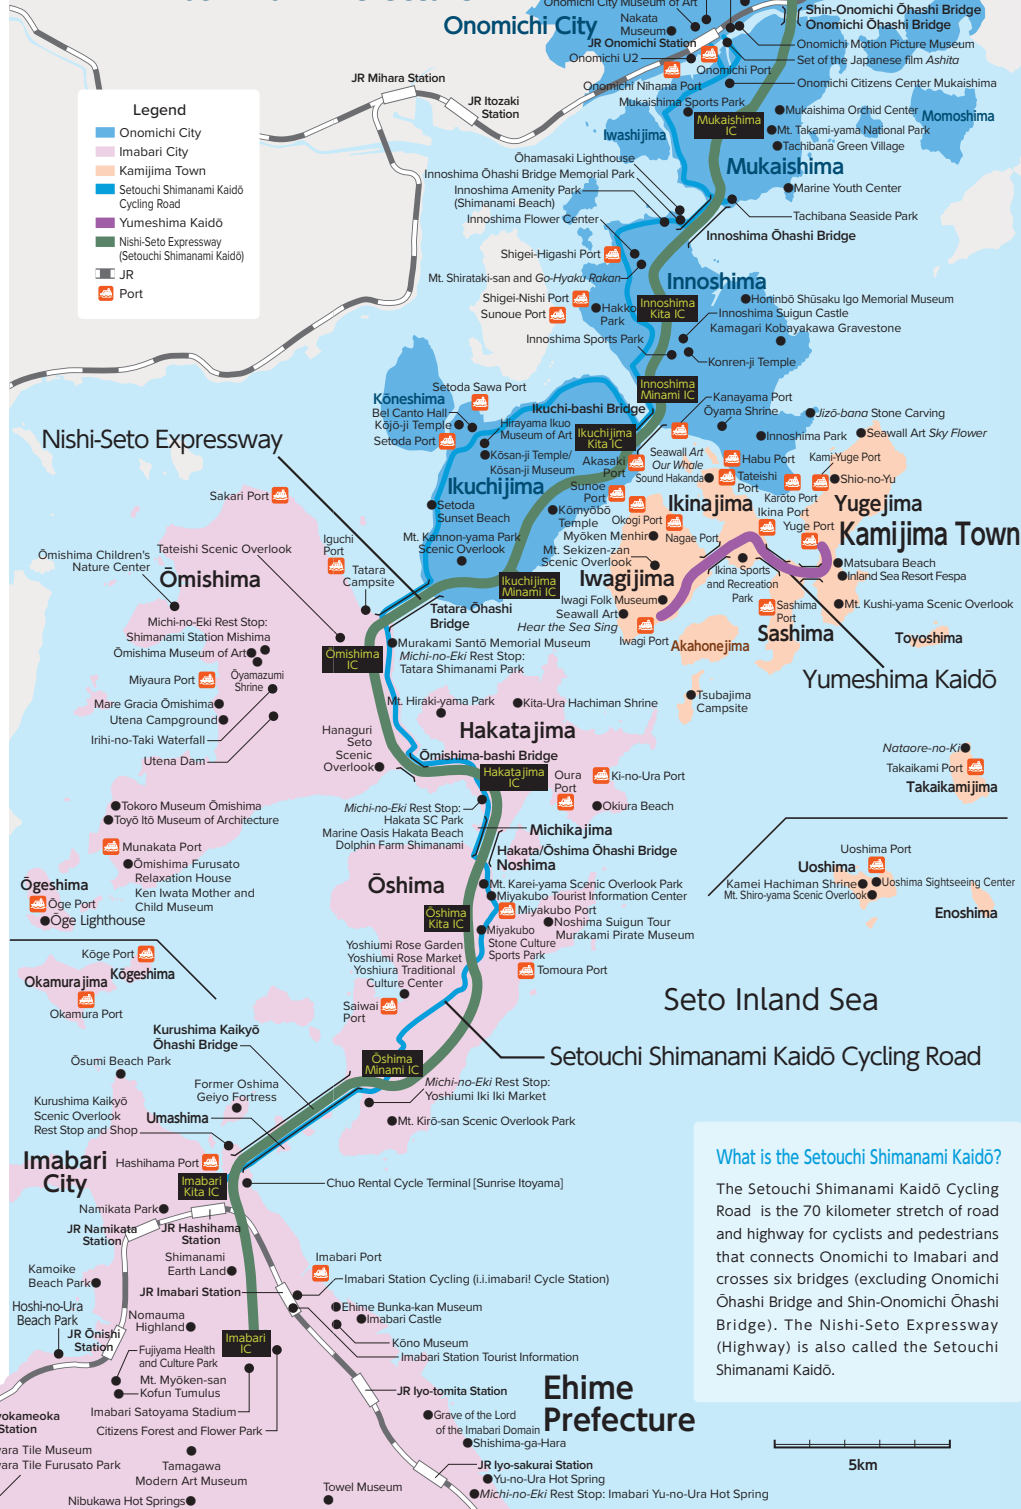 Onomichi City Museum of Art
Shin-Onomichi Ōhashi Bridge
Onomichi City
Nakata
Museum
Onomichi Ōhashi Bridge
JR Onomichi Station
Onomichi Motion Picture Museum
Onomichi U2
Set of the Japanese film Ashita
Onomichi Port
JR Mihara Station
Onomichi Nihama Port
Onomichi Citizens Center Mukaishima
JR Itozaki
Station
Mukaishima Sports Park
Mukaishima Orchid Center
Momoshima
Mukaishima
IC
Mt. Takami-yama National Park
Iwashijima
Tachibana Green Village
Legend
Onomichi City
Imabari City
Kamijima Town
Setouchi Shimanami Kaidō
Cycling Road
Yumeshima Kaidō
Nishi-Seto Expressway
(Setouchi Shimanami Kaidō)
JR
Port
Ōhamasaki Lighthouse
Mukaishima
Innoshima Ōhashi Bridge Memorial Park
Innoshima Amenity Park
(Shimanami Beach)
Marine Youth Center
Innoshima Flower Center
Tachibana Seaside Park
Innoshima Ōhashi Bridge
Shigei-Higashi Port
Mt. Shirataki-san and Go-Hyaku Rakan
Innoshima
Shigei-Nishi Port
Innoshima
Kita IC
Honinbō Shūsaku Igo Memorial Museum
Sunoue Port
Hakko
Park
Innoshima Suigun Castle
Kamagari Kobayakawa Gravestone
Innoshima Sports Park
Konren-ji Temple
Setoda Sawa Port
Innoshima
Minami IC
Kōneshima
Bel Canto Hall
Kōjō-ji Temple
Setoda Port
Hirayama Ikuo
Museum of Art
Ikuchi-bashi Bridge
Kanayama Port
Ōyama Shrine
Jizō-bana Stone Carving
Ikuchijima
Kita IC
Innoshima Park
Seawall Art Sky Flower
Nishi-Seto Expressway
Kōsan-ji Temple/
Kōsan-ji Museum
Akasaki
Port
Seawall Art
Our Whale
Sound Hakanda
Habu Port
Kami-Yuge Port
Tateishi
Port
Shio-no-Yu
Ikuchijima
Sunoe
Port
Karōto Port
Sakari Port
Setoda
Sunset Beach
Kōmyōbō
Temple
Okogi Port
Ikinajima
Ikina Port
Yugejima
Yuge Port
Kamijima Town
Iguchi
Port
Mt. Kannon-yama Park
Scenic Overlook
Myōken Menhir
Nagae Port
Tateishi Scenic Overlook
Mt. Sekizen-zan
Scenic Overlook
Ōmishima Children's
Nature Center
Ōmishima
Tatara
Campsite
Ikuchijima
Minami IC
Iwagijima
Ikina Sports
and Recreation
Park
Matsubara Beach
Inland Sea Resort Fespa
Tatara Ōhashi
Bridge
Iwagi Folk Museum
Seawall Art
Hear the Sea Sing
Sashima
Port
Mt. Kushi-yama Scenic Overlook
Michi-no-Eki Rest Stop:
Shimanami Station Mishima
Iwagi Port
Sashima
Toyoshima
Ōmishima Museum of Art
Ōmishima
IC
Murakami Santō Memorial Museum
Michi-no-Eki Rest Stop:
Tatara Shimanami Park
Akahonejima
Miyaura Port
Ōyamazumi
Shrine
Yumeshima Kaidō
Mare Gracia Ōmishima
Mt. Hiraki-yama Park
Kita-Ura Hachiman Shrine
Tsubajima
Campsite
Utena Campground
Irihi-no-Taki Waterfall
Hanaguri
Seto
Scenic
Overlook
Hakatajima
Nataore-no-Ki
Utena Dam
Ōmishima-bashi Bridge
Takaikami Port
Hakatajima
IC
Oura
Port
Ki-no-Ura Port
Takaikamijima
Tokoro Museum Ōmishima
Michi-no-Eki Rest Stop:
Hakata SC Park
Marine Oasis Hakata Beach
Dolphin Farm Shimanami
Okiura Beach
Toyō Itō Museum of Architecture
Michikajima
Munakata Port
Hakata/Ōshima Ōhashi Bridge
Uoshima Port
Ōmishima Furusato
Relaxation House
Noshima
Uoshima
Ken Iwata Mother and
Child Museum
Ōgeshima
Ōshima
Mt. Karei-yama Scenic Overlook Park
Kamei Hachiman Shrine
Uoshima Sightseeing Center
Miyakubo Tourist Information Center
Mt. Shiro-yama Scenic Overlook
Ōge Port
Ōshima
Kita IC
Miyakubo Port
Enoshima
Ōge Lighthouse
Noshima Suigun Tour
Murakami Pirate Museum
Miyakubo
Stone Culture
Sports Park
Kōge Port
Yoshiumi Rose Garden
Yoshiumi Rose Market
Yoshiura Traditional
Culture Center
Kōgeshima
Tomoura Port
Okamurajima
Okamura Port
Saiwai
Port
Seto Inland Sea
Kurushima Kaikyō
Ōhashi Bridge
Setouchi Shimanami Kaidō Cycling Road
Ōsumi Beach Park
Ōshima
Minami IC
Former Oshima
Geiyo Fortress
Michi-no-Eki Rest Stop:
Yoshiumi Iki Iki Market
Kurushima Kaikyō
Scenic Overlook
Rest Stop and Shop
Umashima
Mt. Kirō-san Scenic Overlook Park
Imabari
City
Hashihama Port
Imabari
Kita IC
Chuo Rental Cycle Terminal [Sunrise Itoyama]
What is the Setouchi Shimanami Kaidō?
The Setouchi Shimanami Kaidō Cycling
Road is the 70 kilometer stretch of road
and highway for cyclists and pedestrians
that connects Onomichi to Imabari and
crosses six bridges (excluding Onomichi
Ōhashi Bridge and Shin-Onomichi Ōhashi
Bridge). The Nishi-Seto Expressway
(Highway) is also called the Setouchi
Shimanami Kaidō.
Namikata Park
JR Namikata
Station
JR Hashihama
Station
Kamoike
Beach Park
Shimanami
Earth Land
Imabari Port
JR Imabari Station
Imabari Station Cycling (i.i.imabari! Cycle Station)
Hoshi-no-Ura
Beach Park
Nomauma
Highland
Ehime Bunka-kan Museum
Imabari Castle
JR Ōnishi
Station
Imabari
IC
Kōno Museum
Fujiyama Health
and Culture Park
Imabari Station Tourist Information
Mt. Myōken-san
Kofun Tumulus
JR Iyo-tomita Station
Ehime
Prefecture
Imabari Satoyama Stadium
yokameoka
Station
Citizens Forest and Flower Park
Grave of the Lord
of the Imabari Domain
Shishima-ga-Hara
wara Tile Museum
wara Tile Furusato Park
Tamagawa
Modern Art Museum
JR Iyo-sakurai Station
5km
Yu-no-Ura Hot Spring
Nibukawa Hot Springs
Towel Museum
Michi-no-Eki Rest Stop: Imabari Yu-no-Ura Hot Spring